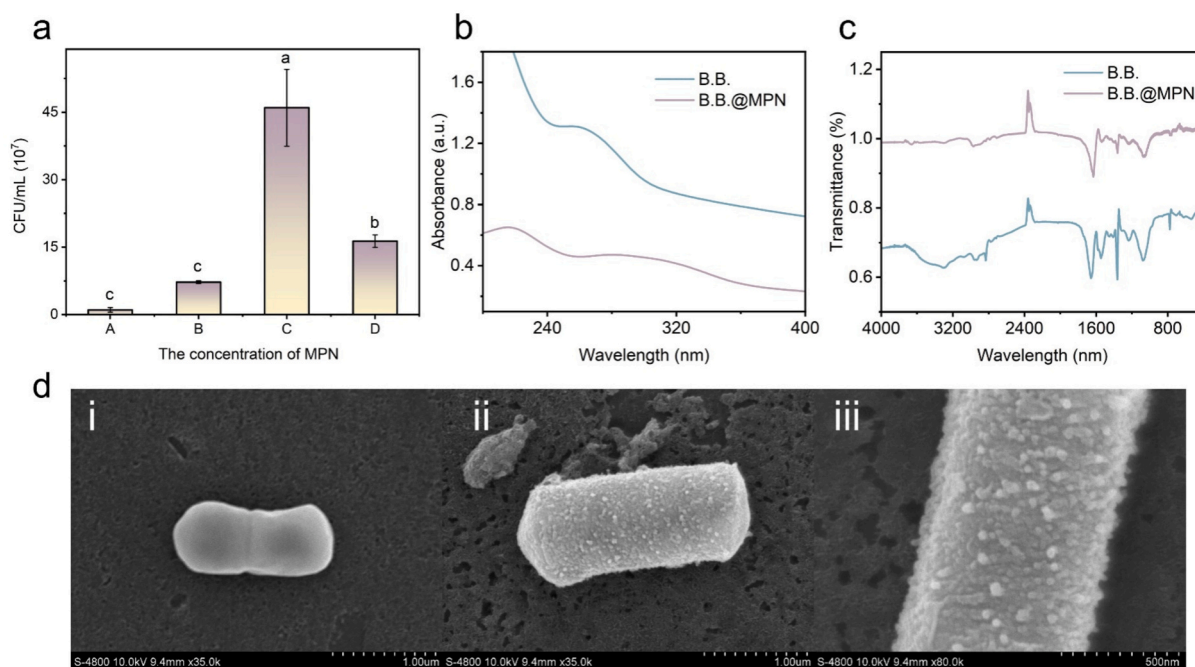 a
CFU/mL (10⁷)
45
30
15
0
c
c
a
b
A B C D
The concentration of MPN
b
Absorbance (a.u.)
1.6
1.2
0.8
0.4
B.B.
B.B.@MPN
240 320 400
Wavelength (nm)
c
Transmittance (%)
1.2
1.0
0.8
0.6
B.B.
B.B.@MPN
4000 3200 2400 1600 800
Wavelength (nm)
d
i
S-4800 10.0kV 9.4mm x35.0k 1.00um
ii
S-4800 10.0kV 9.4mm x35.0k 1.00um
iii
S-4800 10.0kV 9.4mm x80.0k 500nm